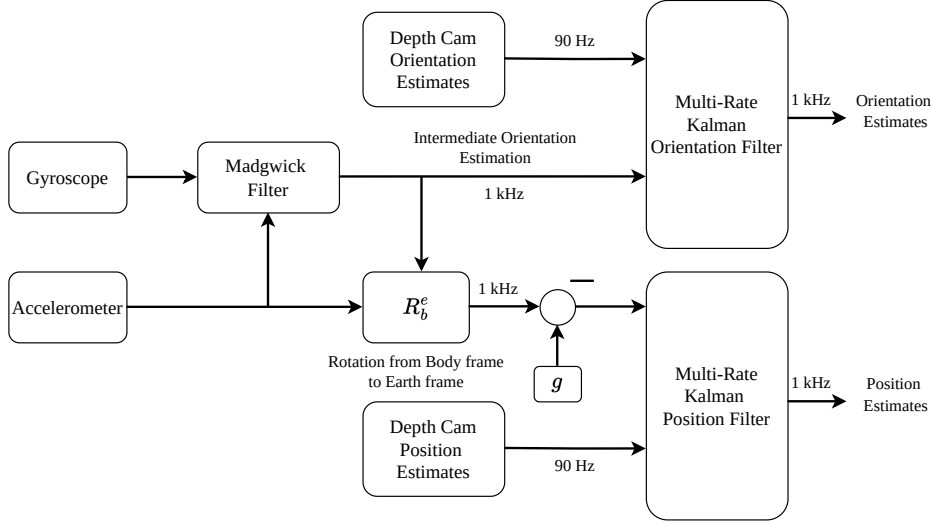 Depth Cam
Orientation
Estimates
90 Hz
Multi-Rate
Kalman
Orientation Filter
1 kHz
Orientation
Estimates
Gyroscope
Madgwick
Filter
Intermediate Orientation
Estimation
1 kHz
Accelerometer
R_b^e
1 kHz
−
Rotation from Body frame
to Earth frame
g
Multi-Rate
Kalman
Position Filter
1 kHz
Position
Estimates
Depth Cam
Position
Estimates
90 Hz